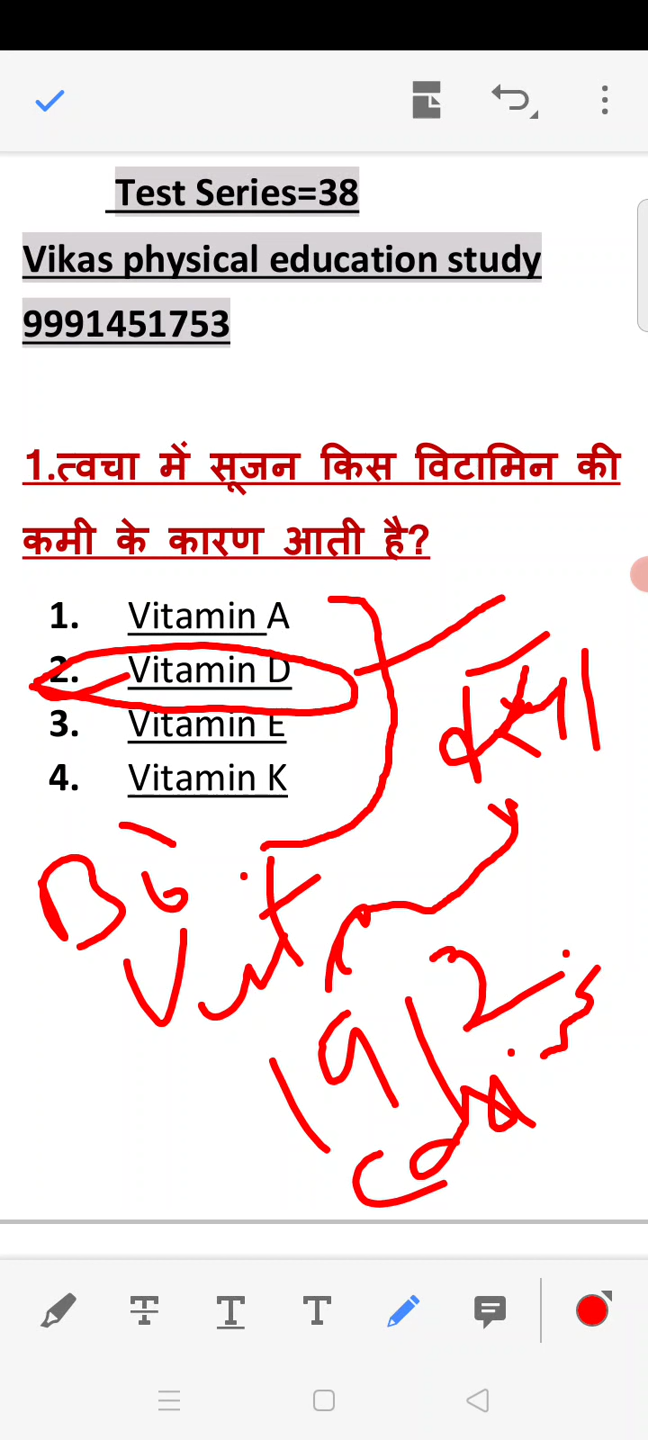 Test Series=38
Vikas physical education study
9991451753
1.त्वचा में सूजन किस विटामिन की
कमी के कारण आती है?
1. Vitamin A
2. Vitamin D
3. Vitamin E
4. Vitamin K
Vit
1912